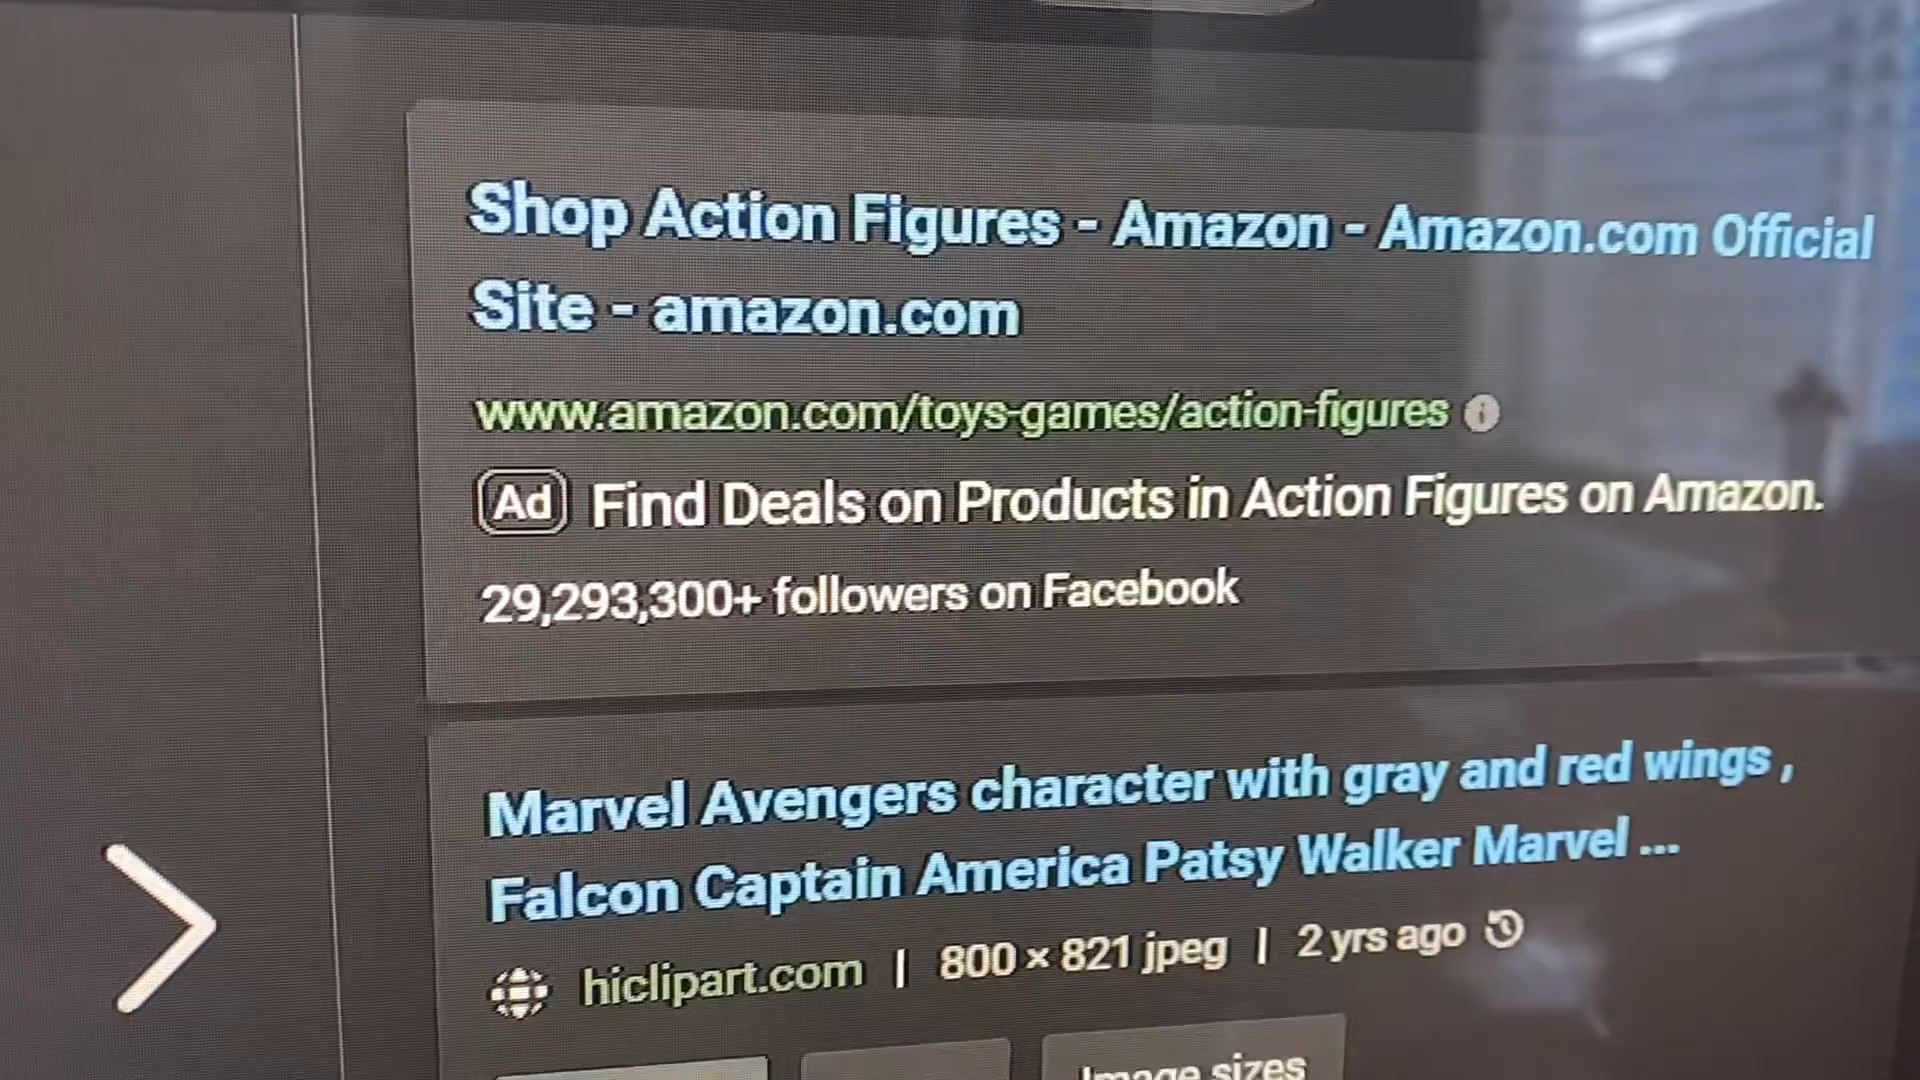 Shop Action Figures - Amazon - Amazon.com Official
Site - amazon.com
www.amazon.com/toys-games/action-figures
Ad Find Deals on Products in Action Figures on Amazon.
29,293,300+ followers on Facebook
Marvel Avengers character with gray and red wings ,
Falcon Captain America Patsy Walker Marvel ...
hiclipart.com | 800 × 821 jpeg | 2 yrs ago
Image sizes